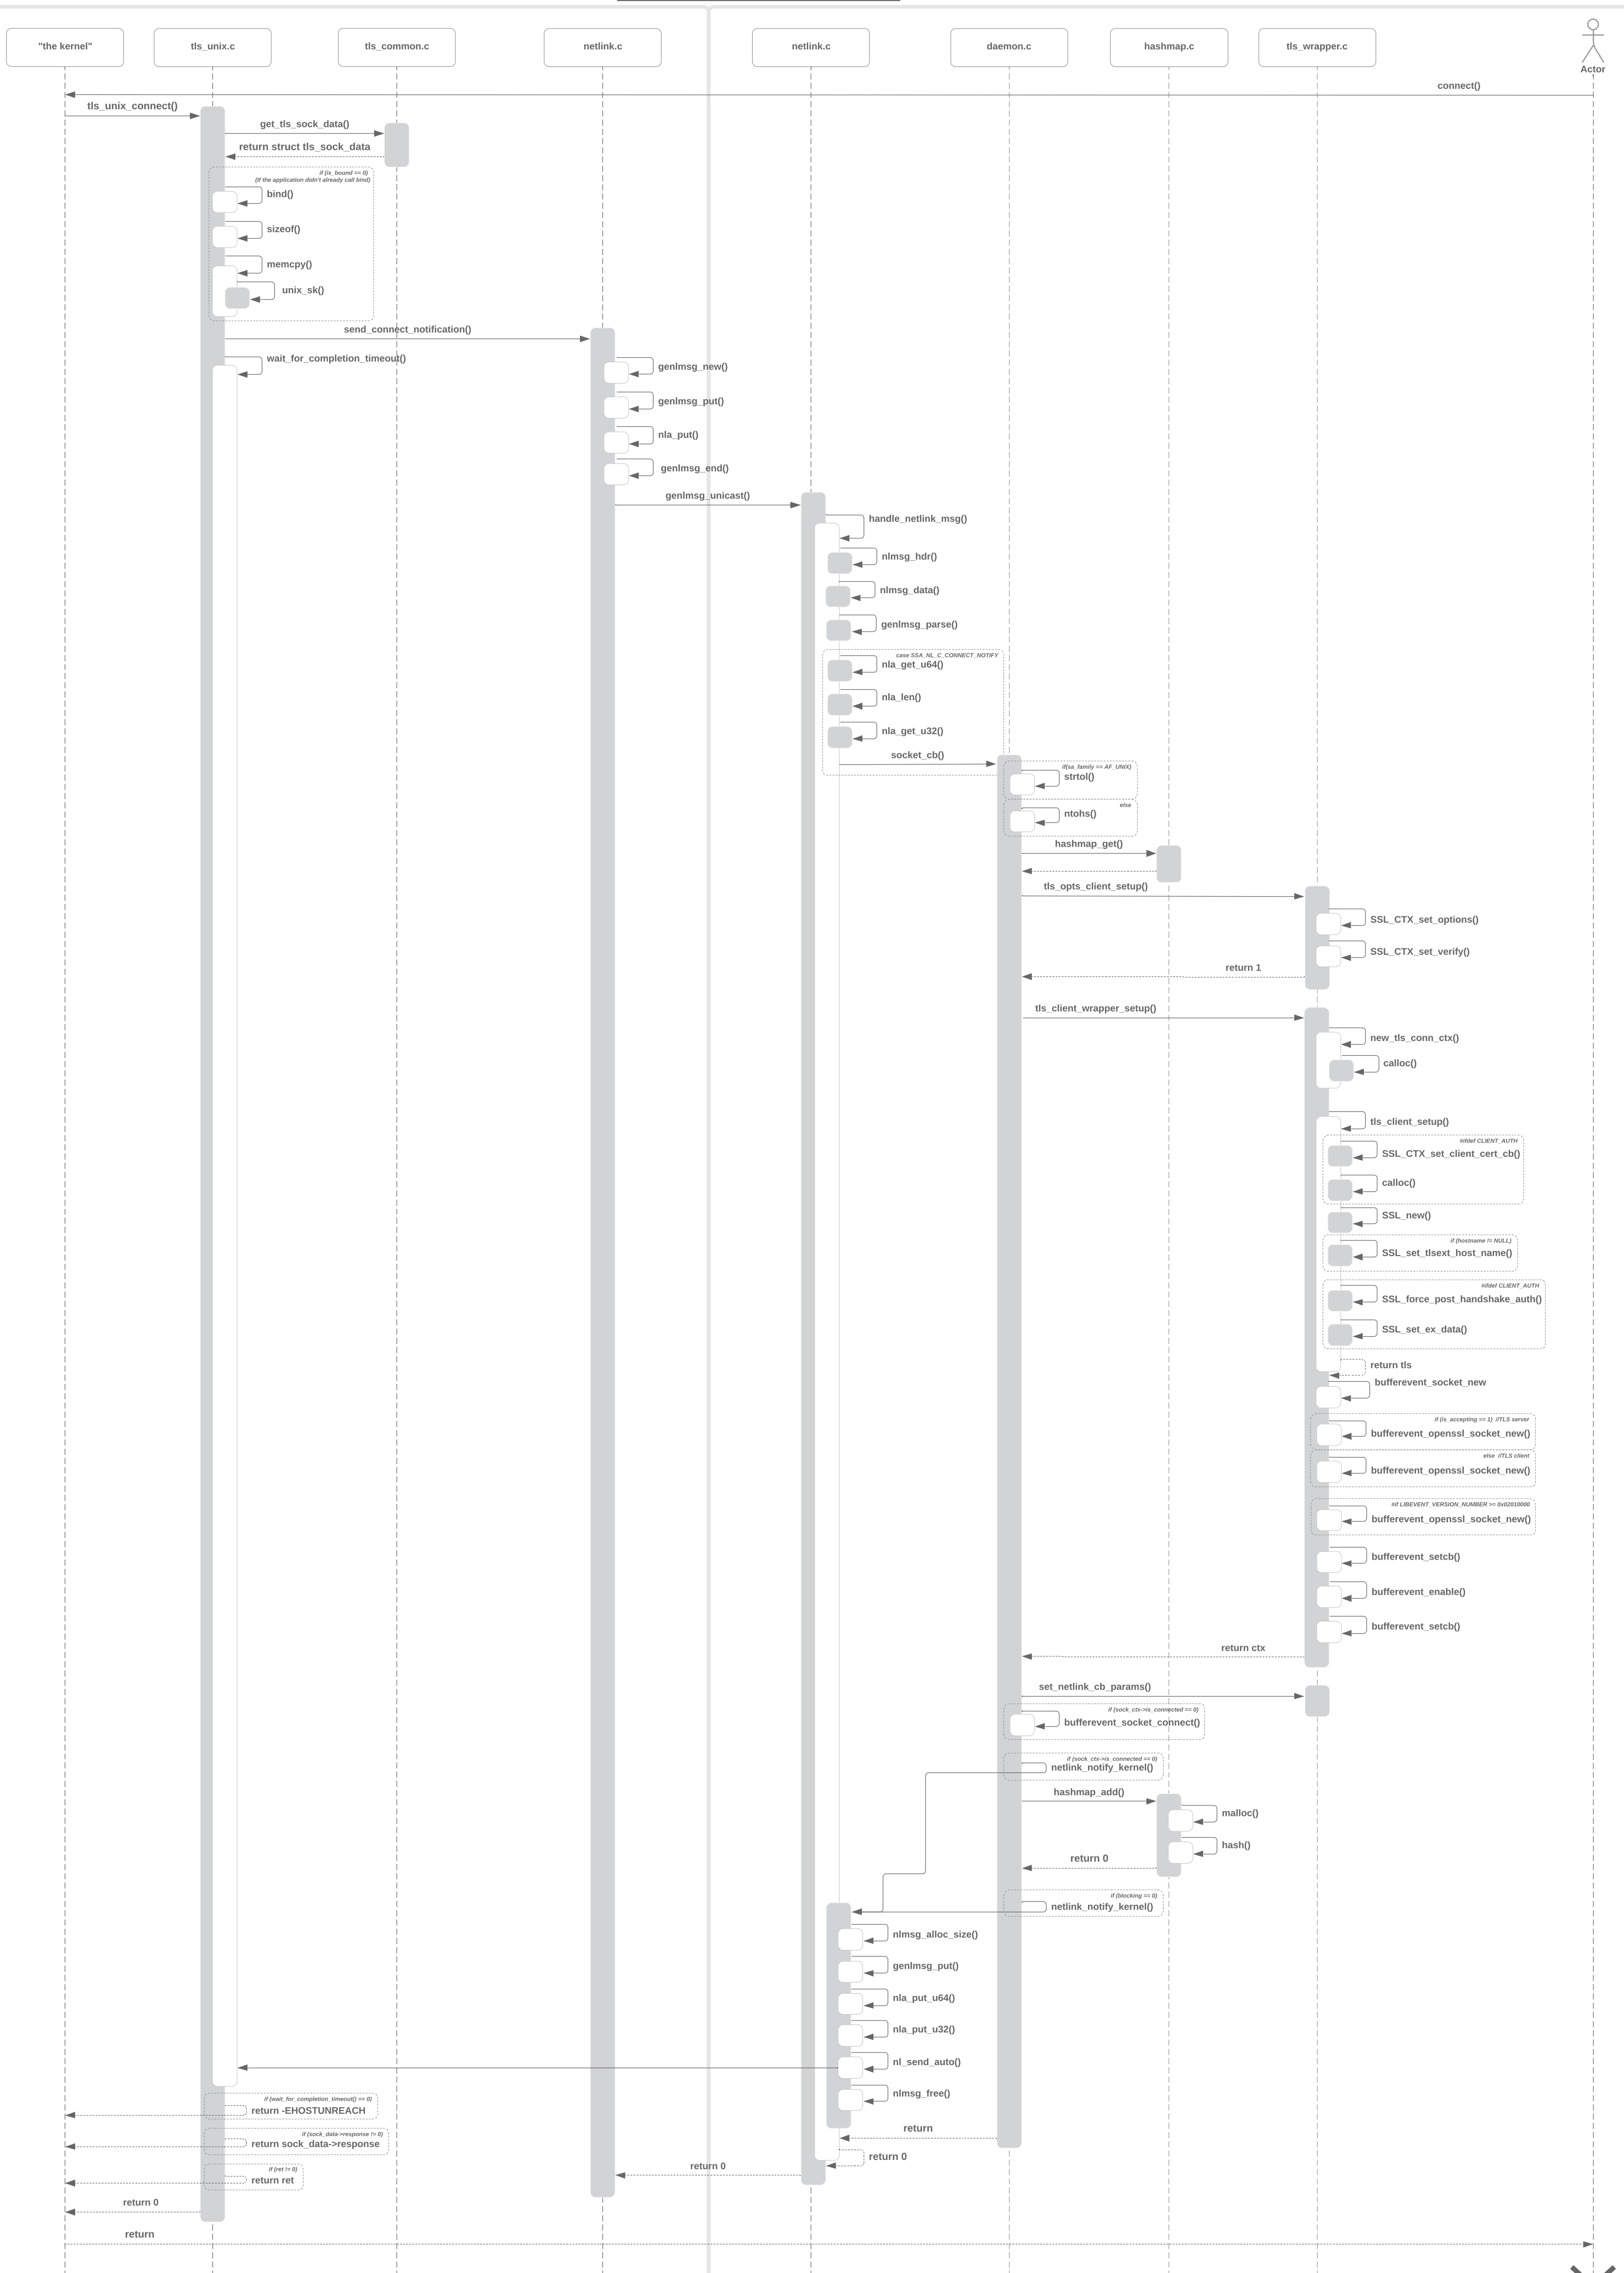 "the kernel"
tls_unix.c
tls_common.c
netlink.c
netlink.c
daemon.c
hashmap.c
tls_wrapper.c
Actor
connect()
tls_unix_connect()
get_tls_sock_data()
return struct tls_sock_data
if (is_bound == 0)
(If the application didn't already call bind)
bind()
sizeof()
memcpy()
unix_sk()
send_connect_notification()
wait_for_completion_timeout()
genlmsg_new()
genlmsg_put()
nla_put()
genlmsg_end()
genlmsg_unicast()
handle_netlink_msg()
nlmsg_hdr()
nlmsg_data()
genlmsg_parse()
case SSA_NL_C_CONNECT_NOTIFY
nla_get_u64()
nla_len()
nla_get_u32()
socket_cb()
if(sa_family == AF_UNIX)
strtol()
else
ntohs()
hashmap_get()
tls_opts_client_setup()
SSL_CTX_set_options()
SSL_CTX_set_verify()
return 1
tls_client_wrapper_setup()
new_tls_conn_ctx()
calloc()
tls_client_setup()
#ifdef CLIENT_AUTH
SSL_CTX_set_client_cert_cb()
calloc()
SSL_new()
if (hostname != NULL)
SSL_set_tlsext_host_name()
#ifdef CLIENT_AUTH
SSL_force_post_handshake_auth()
SSL_set_ex_data()
return tls
bufferevent_socket_new
if (is_accepting == 1) //TLS server
bufferevent_openssl_socket_new()
else //TLS client
bufferevent_openssl_socket_new()
#if LIBEVENT_VERSION_NUMBER >= 0x02010000
bufferevent_openssl_socket_new()
bufferevent_setcb()
bufferevent_enable()
bufferevent_setcb()
return ctx
set_netlink_cb_params()
if (sock_ctx->is_connected == 0)
bufferevent_socket_connect()
if (sock_ctx->is_connected == 0)
netlink_notify_kernel()
hashmap_add()
malloc()
hash()
return 0
if (blocking == 0)
netlink_notify_kernel()
nlmsg_alloc_size()
genlmsg_put()
nla_put_u64()
nla_put_u32()
nl_send_auto()
nlmsg_free()
if (wait_for_completion_timeout() == 0)
return -EHOSTUNREACH
return
if (sock_data->response != 0)
return sock_data->response
return 0
return 0
if (ret != 0)
return ret
return 0
return